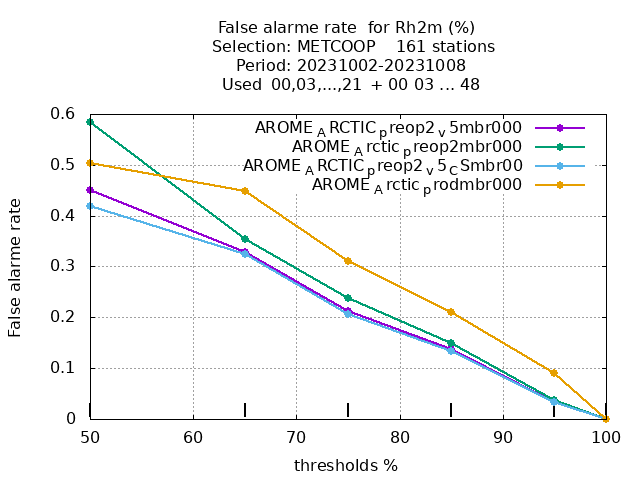 False alarme rate  for Rh2m (%)
Selection: METCOOP    161 stations
Period: 20231002-20231008
Used  00,03,...,21  + 00 03 ... 48
AROME_ARCTIC_preop2_v5mbr000
AROME_Arctic_preop2mbr000
AROME_ARCTIC_preop2_v5_CSmbr00
AROME_Arctic_prodmbr000
0.6
0.5
0.4
0.3
0.2
0.1
0
False alarme rate
50 60 70 80 90 100
thresholds %